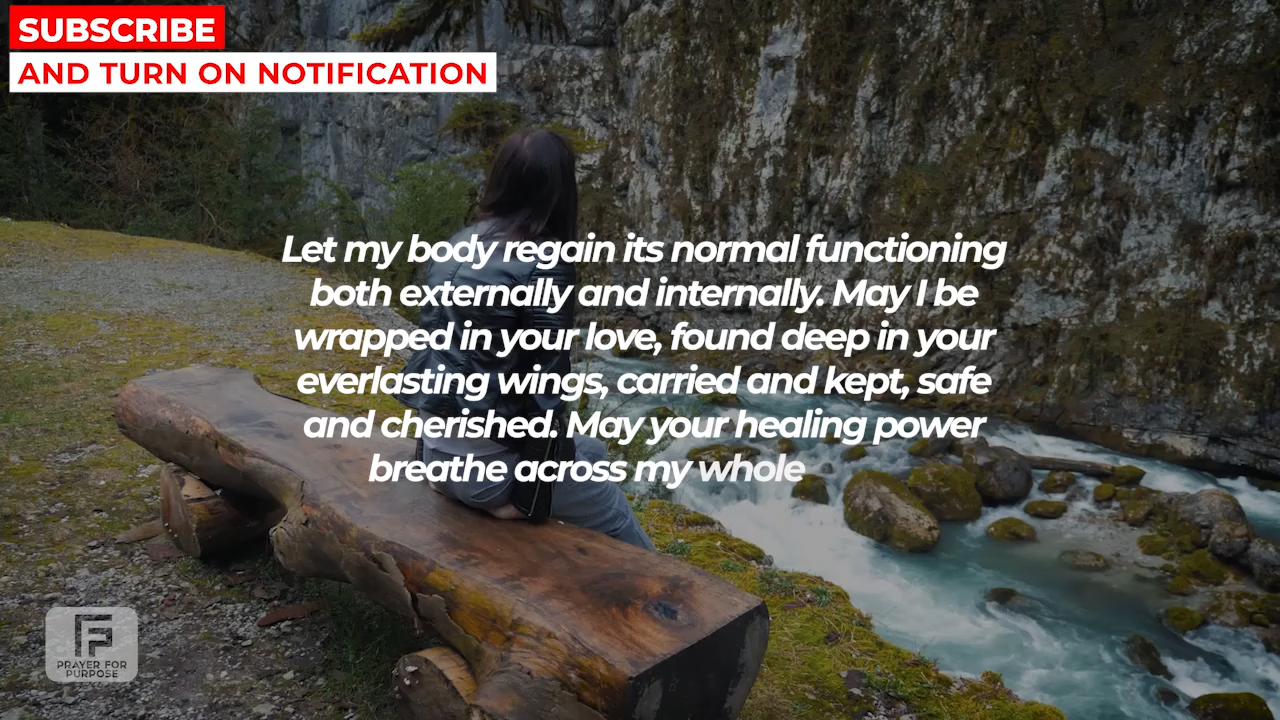 SUBSCRIBE
AND TURN ON NOTIFICATION
Let my body regain its normal functioning
both externally and internally. May I be
wrapped in your love, found deep in your
everlasting wings, carried and kept, safe
and cherished. May your healing power
breathe across my whole
PRAYER FOR
PURPOSE